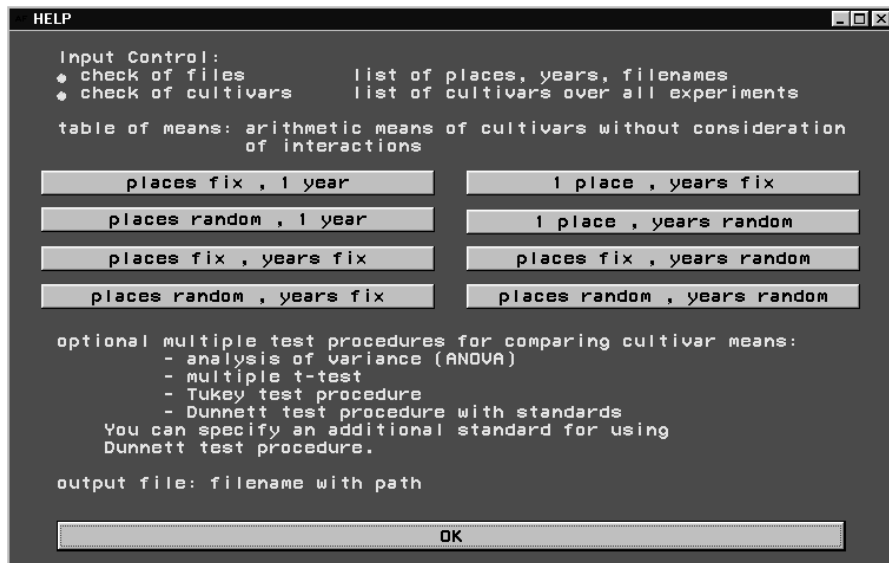 HELP
Input Control:
check of files list of places, years, filenames
check of cultivars list of cultivars over all experiments
table of means: arithmetic means of cultivars without consideration
of interactions
places fix , 1 year 1 place , years fix
places random , 1 year 1 place , years random
places fix , years fix places fix , years random
places random , years fix places random , years random
optional multiple test procedures for comparing cultivar means:
- analysis of variance (ANOVA)
- multiple t-test
- Tukey test procedure
- Dunnett test procedure with standards
You can specify an additional standard for using
Dunnett test procedure.
output file: filename with path
OK